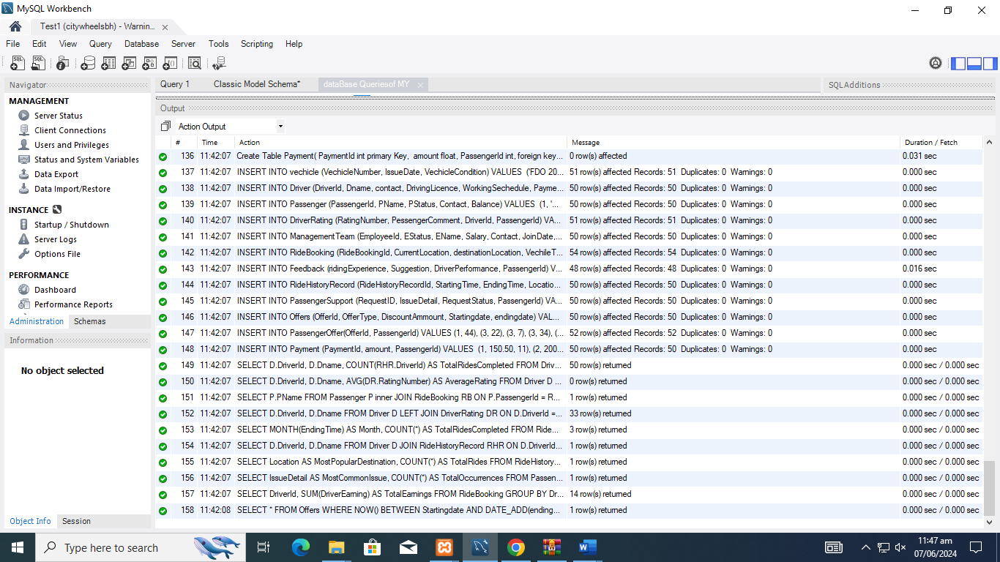 MySQL Workbench
Test1 (citywheelsbh) - Warnin...
File Edit View Query Database Server Tools Scripting Help
Navigator
MANAGEMENT
Server Status
Client Connections
Users and Privileges
Status and System Variables
Data Export
Data Import/Restore
INSTANCE
Startup / Shutdown
Server Logs
Options File
PERFORMANCE
Dashboard
Performance Reports
Administration Schemas
Information
No object selected
Object Info Session
Query 1 Classic Model Schema* dataBase Queriesof MY
SQLAdditions
Output
Action Output
# Time Action Message Duration / Fetch
136 11:42:07 Create Table Payment( PaymentId int primary Key, amount float, PassengerId int, foreign key... 0 row(s) affected 0.031 sec
137 11:42:07 INSERT INTO vechicle (VechicleNumber, IssueDate, VechicleCondition) VALUES ('FDO 20... 51 row(s) affected Records: 51 Duplicates: 0 Warnings: 0 0.000 sec
138 11:42:07 INSERT INTO Driver (DriverId, Dname, contact, DrivingLicence, WorkingSechedule, Payme... 50 row(s) affected Records: 50 Duplicates: 0 Warnings: 0 0.000 sec
139 11:42:07 INSERT INTO Passenger (PassengerId, PName, PStatus, Contact, Balance) VALUES (1, '... 50 row(s) affected Records: 50 Duplicates: 0 Warnings: 0 0.000 sec
140 11:42:07 INSERT INTO DriverRating (RatingNumber, PessengerComment, DriverId, PassengerId) VA... 51 row(s) affected Records: 51 Duplicates: 0 Warnings: 0 0.000 sec
141 11:42:07 INSERT INTO ManagementTeam (EmployeeId, EStatus, EName, Salary, Contact, JoinDate,... 50 row(s) affected Records: 50 Duplicates: 0 Warnings: 0 0.000 sec
142 11:42:07 INSERT INTO RideBooking (RideBookingId, CurrentLocation, destinationLocation, VechileT... 54 row(s) affected Records: 54 Duplicates: 0 Warnings: 0 0.000 sec
143 11:42:07 INSERT INTO Feedback (ridingExperience, Suggestion, DriverPerformance, PassengerId) V... 48 row(s) affected Records: 48 Duplicates: 0 Warnings: 0 0.016 sec
144 11:42:07 INSERT INTO RideHistoryRecord (RideHistoryRecordId, StartingTime, EndingTime, Locatio... 50 row(s) affected Records: 50 Duplicates: 0 Warnings: 0 0.000 sec
145 11:42:07 INSERT INTO PassengerSupport (RequestID, IssueDetail, RequestStatus, PassengerId) VA... 50 row(s) affected Records: 50 Duplicates: 0 Warnings: 0 0.000 sec
146 11:42:07 INSERT INTO Offers (OfferId, OfferType, DiscountAmmount, Startingdate, endingdate) VAL... 50 row(s) affected Records: 50 Duplicates: 0 Warnings: 0 0.000 sec
147 11:42:07 INSERT INTO PassengerOffer(OfferId, PassengerId) VALUES (1, 44), (3, 22), (3, 7), (3, 34), (... 52 row(s) affected Records: 52 Duplicates: 0 Warnings: 0 0.000 sec
148 11:42:07 INSERT INTO Payment (PaymentId, amount, PassengerId) VALUES (1, 150.50, 11), (2, 200... 50 row(s) affected Records: 50 Duplicates: 0 Warnings: 0 0.000 sec
149 11:42:07 SELECT D.DriverId, D.Dname, COUNT(RHR.DriverId) AS TotalRidesCompleted FROM Driv... 50 row(s) returned 0.000 sec / 0.000 sec
150 11:42:07 SELECT D.DriverId, D.Dname, AVG(DR.RatingNumber) AS AverageRating FROM Driver D ... 0 row(s) returned 0.000 sec / 0.000 sec
151 11:42:07 SELECT P.PName FROM Passenger P inner JOIN RideBooking RB ON P.PassengerId = R... 1 row(s) returned 0.000 sec / 0.000 sec
152 11:42:07 SELECT D.DriverId, D.Dname FROM Driver D LEFT JOIN DriverRating DR ON D.DriverId =... 33 row(s) returned 0.000 sec / 0.000 sec
153 11:42:07 SELECT MONTH(EndingTime) AS Month, COUNT(*) AS TotalRidesCompleted FROM Ride... 3 row(s) returned 0.000 sec / 0.000 sec
154 11:42:07 SELECT D.DriverId, D.Dname FROM Driver D JOIN RideHistoryRecord RHR ON D.DriverId... 1 row(s) returned 0.000 sec / 0.000 sec
155 11:42:07 SELECT Location AS MostPopularDestination, COUNT(*) AS TotalRides FROM RideHistory... 1 row(s) returned 0.000 sec / 0.000 sec
156 11:42:07 SELECT IssueDetail AS MostCommonIssue, COUNT(*) AS TotalOccurrences FROM Passen... 1 row(s) returned 0.000 sec / 0.000 sec
157 11:42:07 SELECT DriverId, SUM(DriverEarning) AS TotalEarnings FROM RideBooking GROUP BY Dr... 14 row(s) returned 0.000 sec / 0.000 sec
158 11:42:08 SELECT * FROM Offers WHERE NOW() BETWEEN Startingdate AND DATE_ADD(ending... 1 row(s) returned 0.000 sec / 0.000 sec
Type here to search
11:47 am
07/06/2024